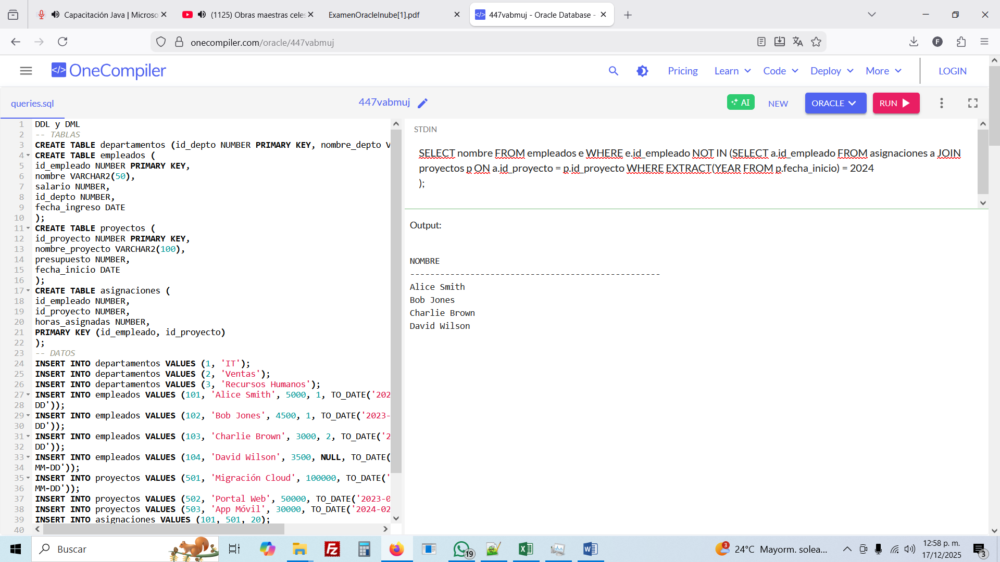 Capacitación Java | Microso
(1125) Obras maestras celes
ExamenOracleInube[1].pdf
447vabmuj - Oracle Database -
onecompiler.com/oracle/447vabmuj
F
</> OneCompiler
Pricing
Learn
Code
Deploy
More
LOGIN
queries.sql
447vabmuj
AI
NEW
ORACLE
RUN
1 DDL y DML
2 -- TABLAS
3 CREATE TABLE departamentos (id_depto NUMBER PRIMARY KEY, nombre_depto V
4 CREATE TABLE empleados (
5 id_empleado NUMBER PRIMARY KEY,
6 nombre VARCHAR2(50),
7 salario NUMBER,
8 id_depto NUMBER,
9 fecha_ingreso DATE
10 );
11 CREATE TABLE proyectos (
12 id_proyecto NUMBER PRIMARY KEY,
13 nombre_proyecto VARCHAR2(100),
14 presupuesto NUMBER,
15 fecha_inicio DATE
16 );
17 CREATE TABLE asignaciones (
18 id_empleado NUMBER,
19 id_proyecto NUMBER,
20 horas_asignadas NUMBER,
21 PRIMARY KEY (id_empleado, id_proyecto)
22 );
23 -- DATOS
24 INSERT INTO departamentos VALUES (1, 'IT');
25 INSERT INTO departamentos VALUES (2, 'Ventas');
26 INSERT INTO departamentos VALUES (3, 'Recursos Humanos');
27 INSERT INTO empleados VALUES (101, 'Alice Smith', 5000, 1, TO_DATE('202
28 DD'));
29 INSERT INTO empleados VALUES (102, 'Bob Jones', 4500, 1, TO_DATE('2023-
30 DD'));
31 INSERT INTO empleados VALUES (103, 'Charlie Brown', 3000, 2, TO_DATE('2
32 DD'));
33 INSERT INTO empleados VALUES (104, 'David Wilson', 3500, NULL, TO_DATE(
34 MM-DD'));
35 INSERT INTO proyectos VALUES (501, 'Migración Cloud', 100000, TO_DATE('
36 MM-DD'));
37 INSERT INTO proyectos VALUES (502, 'Portal Web', 50000, TO_DATE('2023-0
38 INSERT INTO proyectos VALUES (503, 'App Móvil', 30000, TO_DATE('2024-02
39 INSERT INTO asignaciones VALUES (101, 501, 20);
40
STDIN
SELECT nombre FROM empleados e WHERE e.id_empleado NOT IN (SELECT a.id_empleado FROM asignaciones a JOIN
proyectos p ON a.id_proyecto = p.id_proyecto WHERE EXTRACT(YEAR FROM p.fecha_inicio) = 2024
);
Output:
NOMBRE
--------------------------------------------------
Alice Smith
Bob Jones
Charlie Brown
David Wilson
Buscar
19
3
24°C Mayorm. solea...
12:58 p. m.
17/12/2025
3